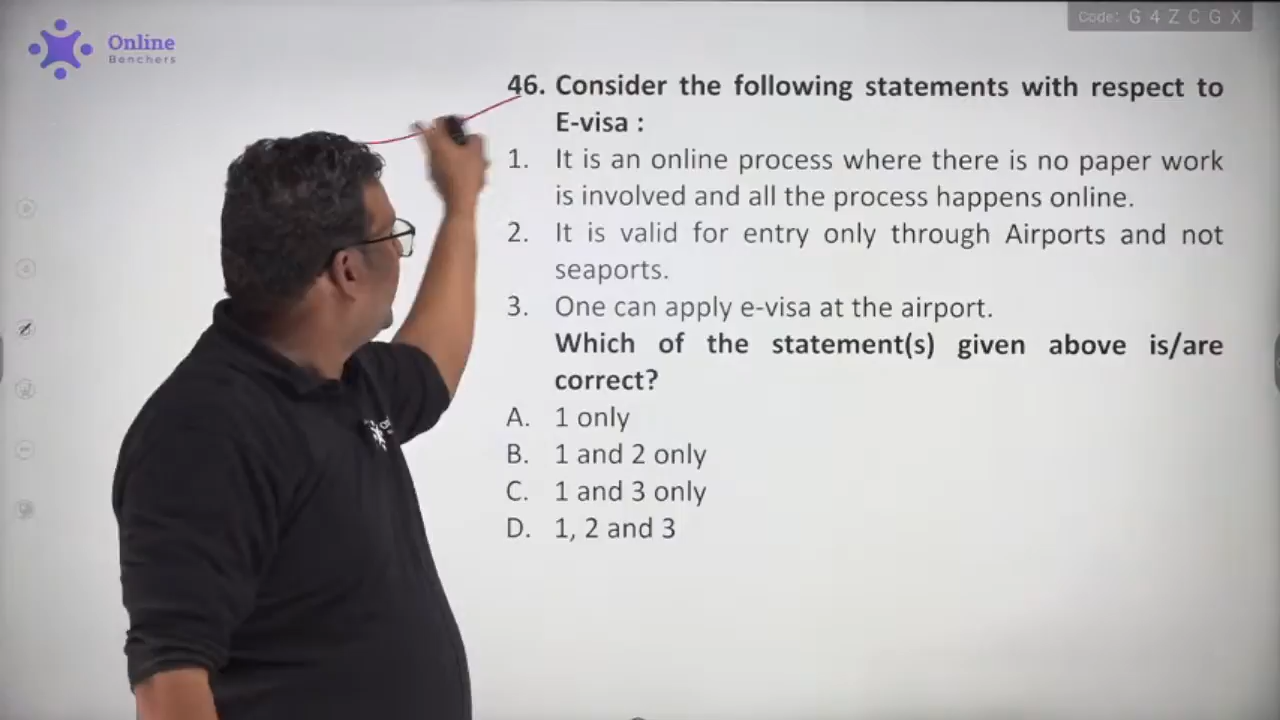 Online
Benchers
Code: G 4 Z C G X
46. Consider the following statements with respect to
E-visa :
1. It is an online process where there is no paper work
is involved and all the process happens online.
2. It is valid for entry only through Airports and not
seaports.
3. One can apply e-visa at the airport.
Which of the statement(s) given above is/are
correct?
A. 1 only
B. 1 and 2 only
C. 1 and 3 only
D. 1, 2 and 3